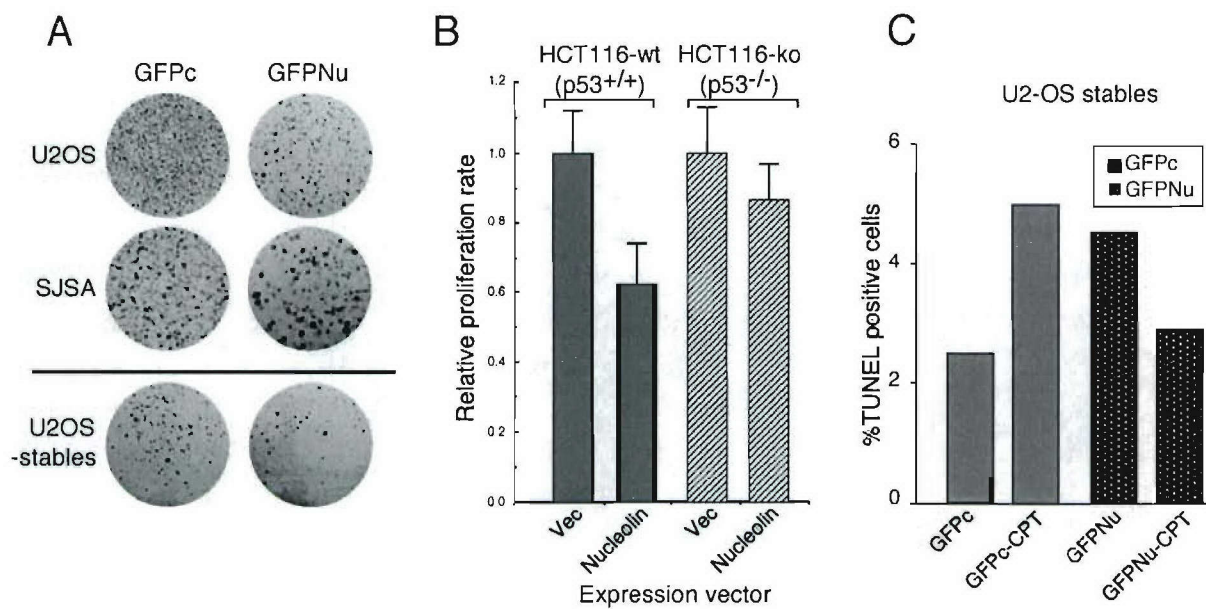 A
GFPc
GFPNu
U2OS
SJSA
U2OS
-stables
B
HCT116-wt
(p53+/+)
HCT116-ko
(p53-/-)
Relative proliferation rate
1.2
1.0
0.8
0.6
0.4
0.2
0.0
Vec
Nucleolin
Vec
Nucleolin
Expression vector
C
U2-OS stables
GFPc
GFPNu
%TUNEL positive cells
6
4
2
0
GFPc
GFPc-CPT
GFPNu
GFPNu-CPT